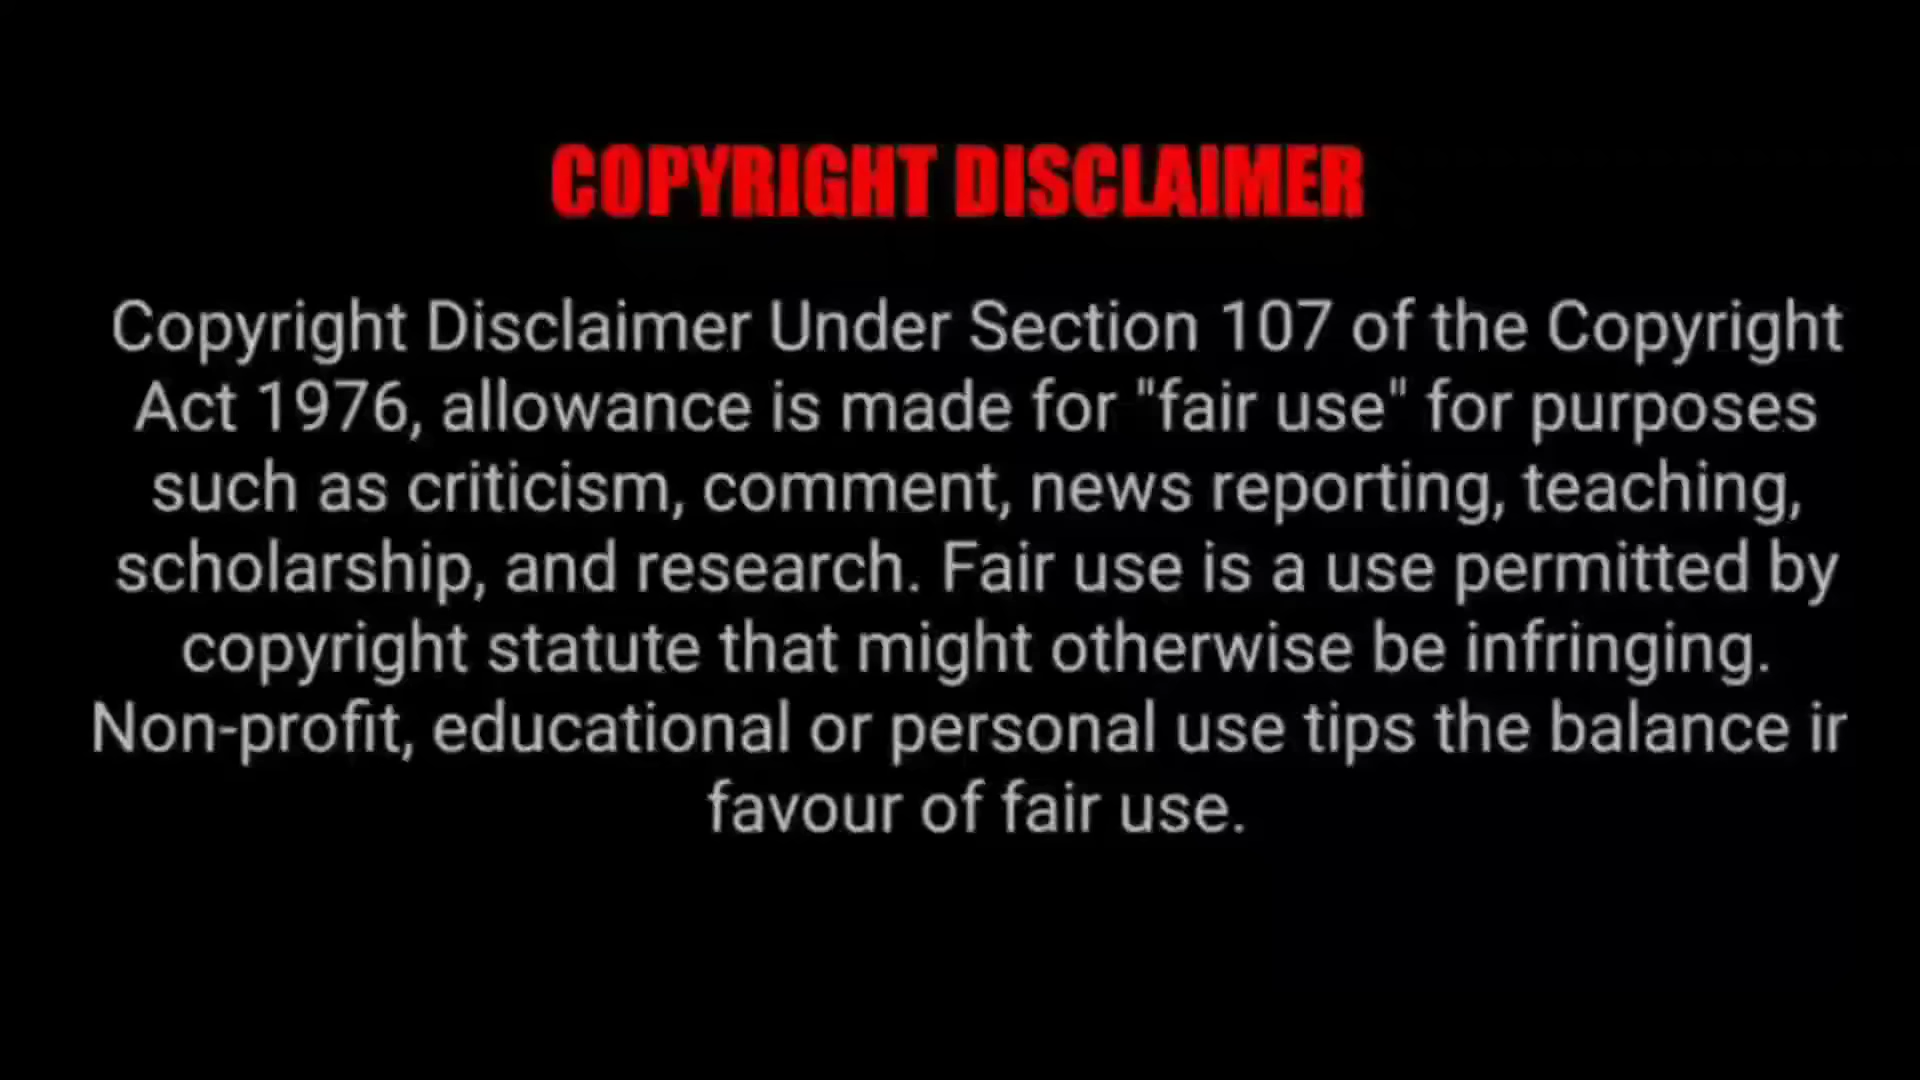 COPYRIGHT DISCLAIMER
Copyright Disclaimer Under Section 107 of the Copyright
Act 1976, allowance is made for "fair use" for purposes
such as criticism, comment, news reporting, teaching,
scholarship, and research. Fair use is a use permitted by
copyright statute that might otherwise be infringing.
Non-profit, educational or personal use tips the balance ir
favour of fair use.